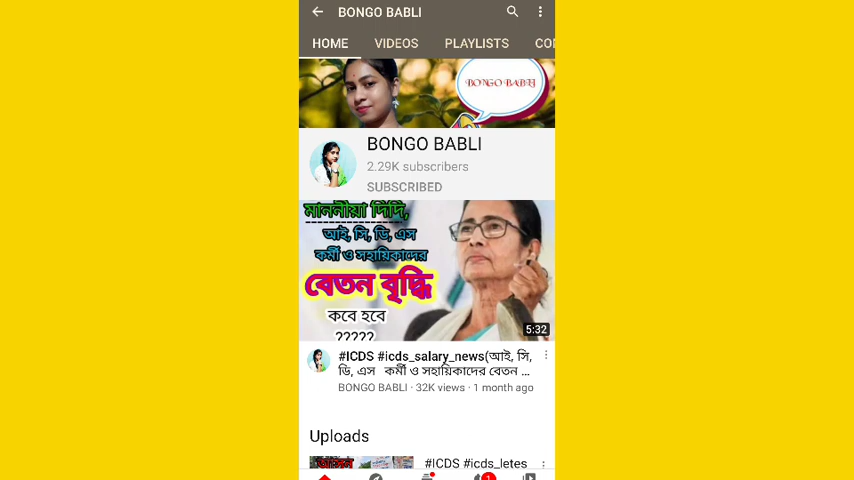 BONGO BABLI
HOME VIDEOS PLAYLISTS CO
BONGO BABLI
BONGO BABLI
2.29K subscribers
SUBSCRIBED
মাননীয়া দিদি,
আই, সি, ডি, এস
কর্মী ও সহায়িকাদের
বেতন বৃদ্ধি
কবে হবে
?????
5:32
#ICDS #icds_salary_news(আই, সি,
ডি, এস কর্মী ও সহায়িকাদের বেতন ...
BONGO BABLI · 32K views · 1 month ago
Uploads
#ICDS #icds_letes
1